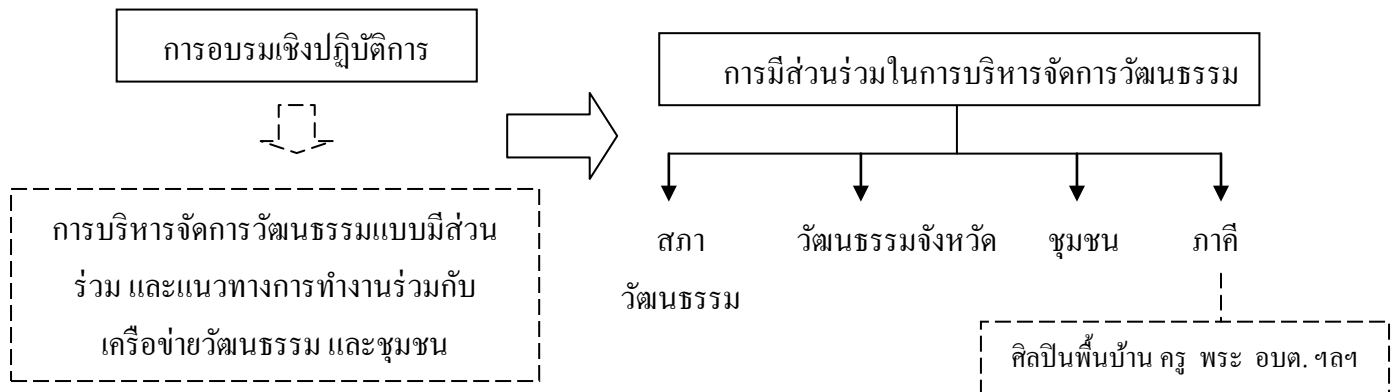 การอบรมเชิงปฏิบัติการ
การบริหารจัดการวัฒนธรรมแบบมีส่วน
ร่วม และแนวทางการทำงานร่วมกับ
เครือข่ายวัฒนธรรม และชุมชน
การมีส่วนร่วมในการบริหารจัดการวัฒนธรรม
สภา
วัฒนธรรม
วัฒนธรรมจังหวัด
ชุมชน
ภาคี
ศิลปินพื้นบ้าน ครู พระ อบต. ฯลฯ